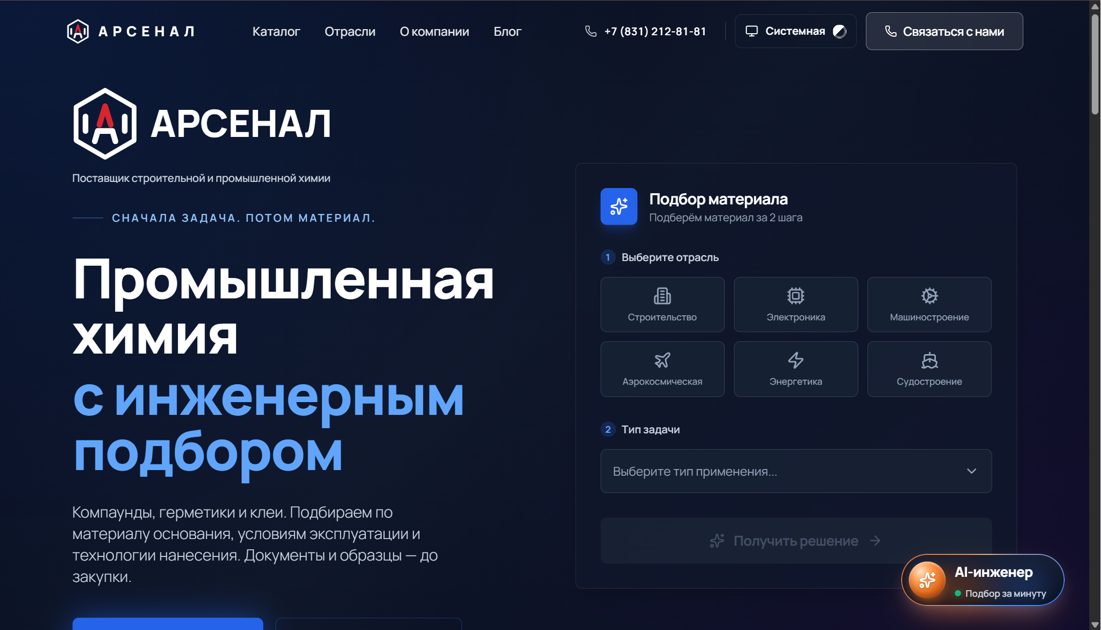 АРСЕНАЛ
Каталог
Отрасли
О компании
Блог
+7 (831) 212-81-81
Системная
Связаться с нами
АРСЕНАЛ
Поставщик строительной и промышленной химии
СНАЧАЛА ЗАДАЧА. ПОТОМ МАТЕРИАЛ.
Промышленная
химия
с инженерным
подбором
Компаунды, герметики и клеи. Подбираем по
материалу основания, условиям эксплуатации и
технологии нанесения. Документы и образцы — до
закупки.
Подбор материала
Подберём материал за 2 шага
1 Выберите отрасль
Строительство
Электроника
Машиностроение
Аэрокосмическая
Энергетика
Судостроение
2 Тип задачи
Выберите тип применения...
Получить решение
AI-инженер
Подбор за минуту